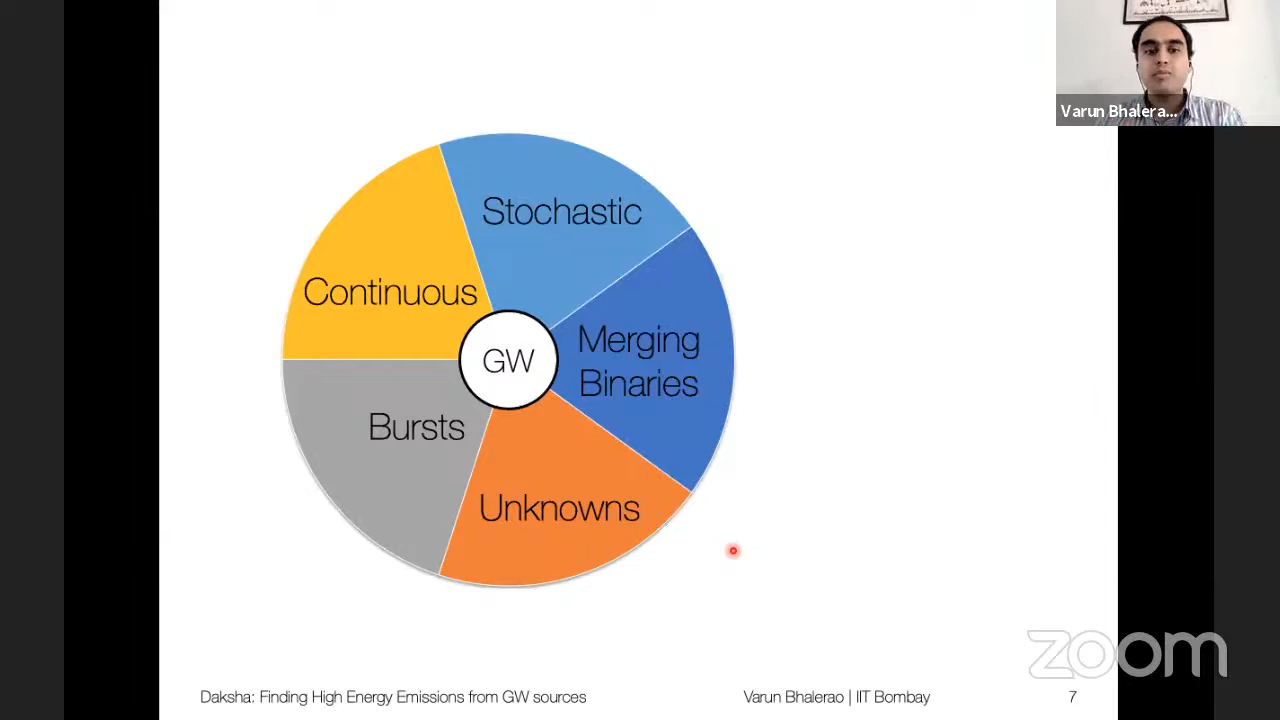 Varun Bhalera...
Stochastic
Continuous
Merging
Binaries
GW
Bursts
Unknowns
zoom
Daksha: Finding High Energy Emissions from GW sources
Varun Bhalerao | IIT Bombay
7